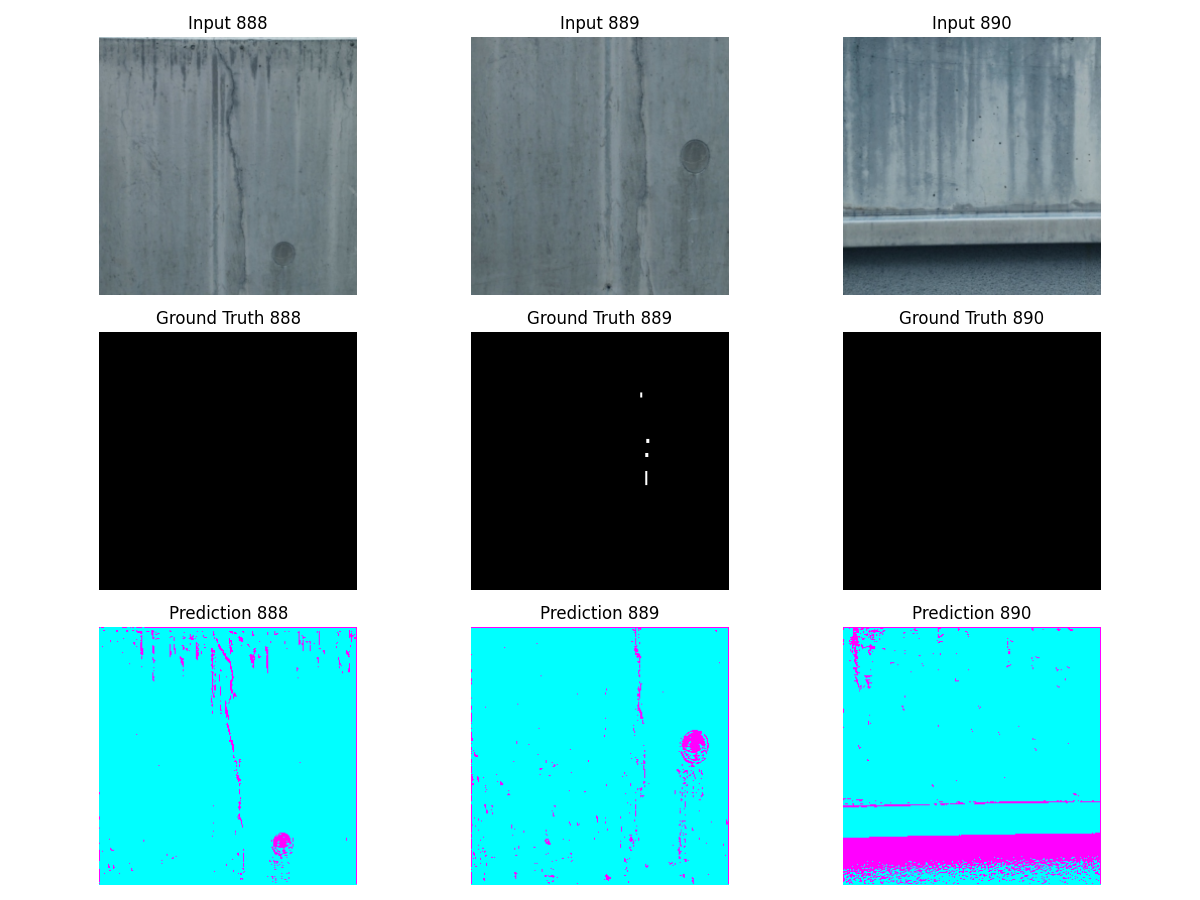 Input 888
Input 889
Input 890
Ground Truth 888
Ground Truth 889
Ground Truth 890
Prediction 888
Prediction 889
Prediction 890